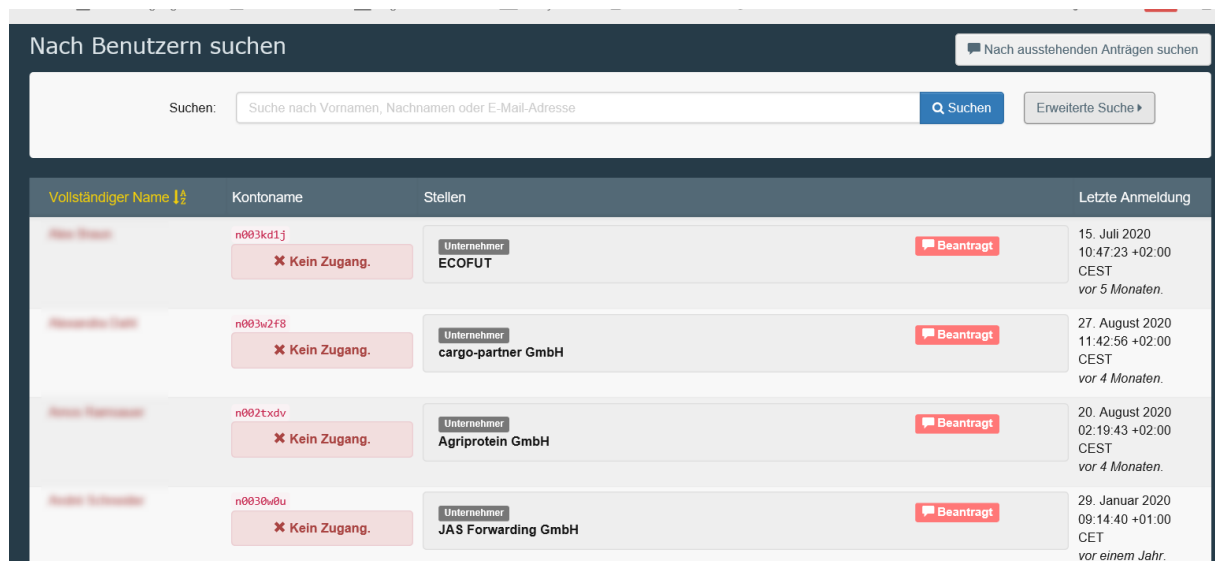 Nach Benutzern suchen
Nach ausstehenden Anträgen suchen
Suchen:
Suche nach Vornamen, Nachnamen oder E-Mail-Adresse
Suchen
Erweiterte Suche
Vollständiger Name
Kontoname
Stellen
Letzte Anmeldung
n003kd1j
Kein Zugang.
Unternehmer
ECOFUT
Beantragt
15. Juli 2020
10:47:23 +02:00
CEST
vor 5 Monaten.
n003w2f8
Kein Zugang.
Unternehmer
cargo-partner GmbH
Beantragt
27. August 2020
11:42:56 +02:00
CEST
vor 4 Monaten.
n002txdv
Kein Zugang.
Unternehmer
Agriprotein GmbH
Beantragt
20. August 2020
02:19:43 +02:00
CEST
vor 4 Monaten.
n0030w0u
Kein Zugang.
Unternehmer
JAS Forwarding GmbH
Beantragt
29. Januar 2020
09:14:40 +01:00
CET
vor einem Jahr.